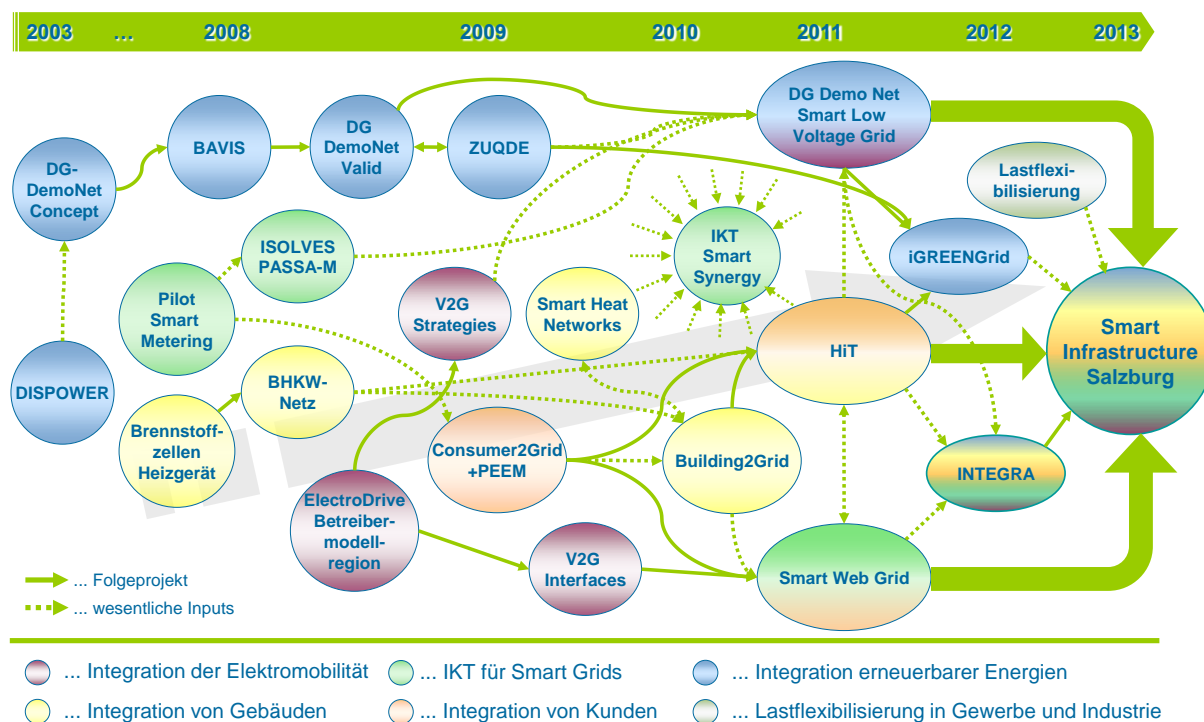 2003 ... 2008 2009 2010 2011 2012 2013
DG Demo Net
Smart Low
Voltage Grid
DG
DemoNet
Valid
BAVIS
ZUQDE
DG-
DemoNet
Concept
Lastflexi-
bilisierung
ISOLVES
PASSA-M
IKT
Smart
Synergy
iGREENGrid
Pilot
Smart
Metering
V2G
Strategies
Smart Heat
Networks
HiT
Smart
Infrastructure
Salzburg
DISPOWER
BHKW-
Netz
Brennstoff-
zellen
Heizgerät
Consumer2Grid
+PEEM
Building2Grid
INTEGRA
ElectroDrive
Betreiber-
modell-
region
V2G
Interfaces
Smart Web Grid
... Folgeprojekt
... wesentliche Inputs
... Integration der Elektromobilität
... IKT für Smart Grids
... Integration erneuerbarer Energien
... Integration von Gebäuden
... Integration von Kunden
... Lastflexibilisierung in Gewerbe und Industrie